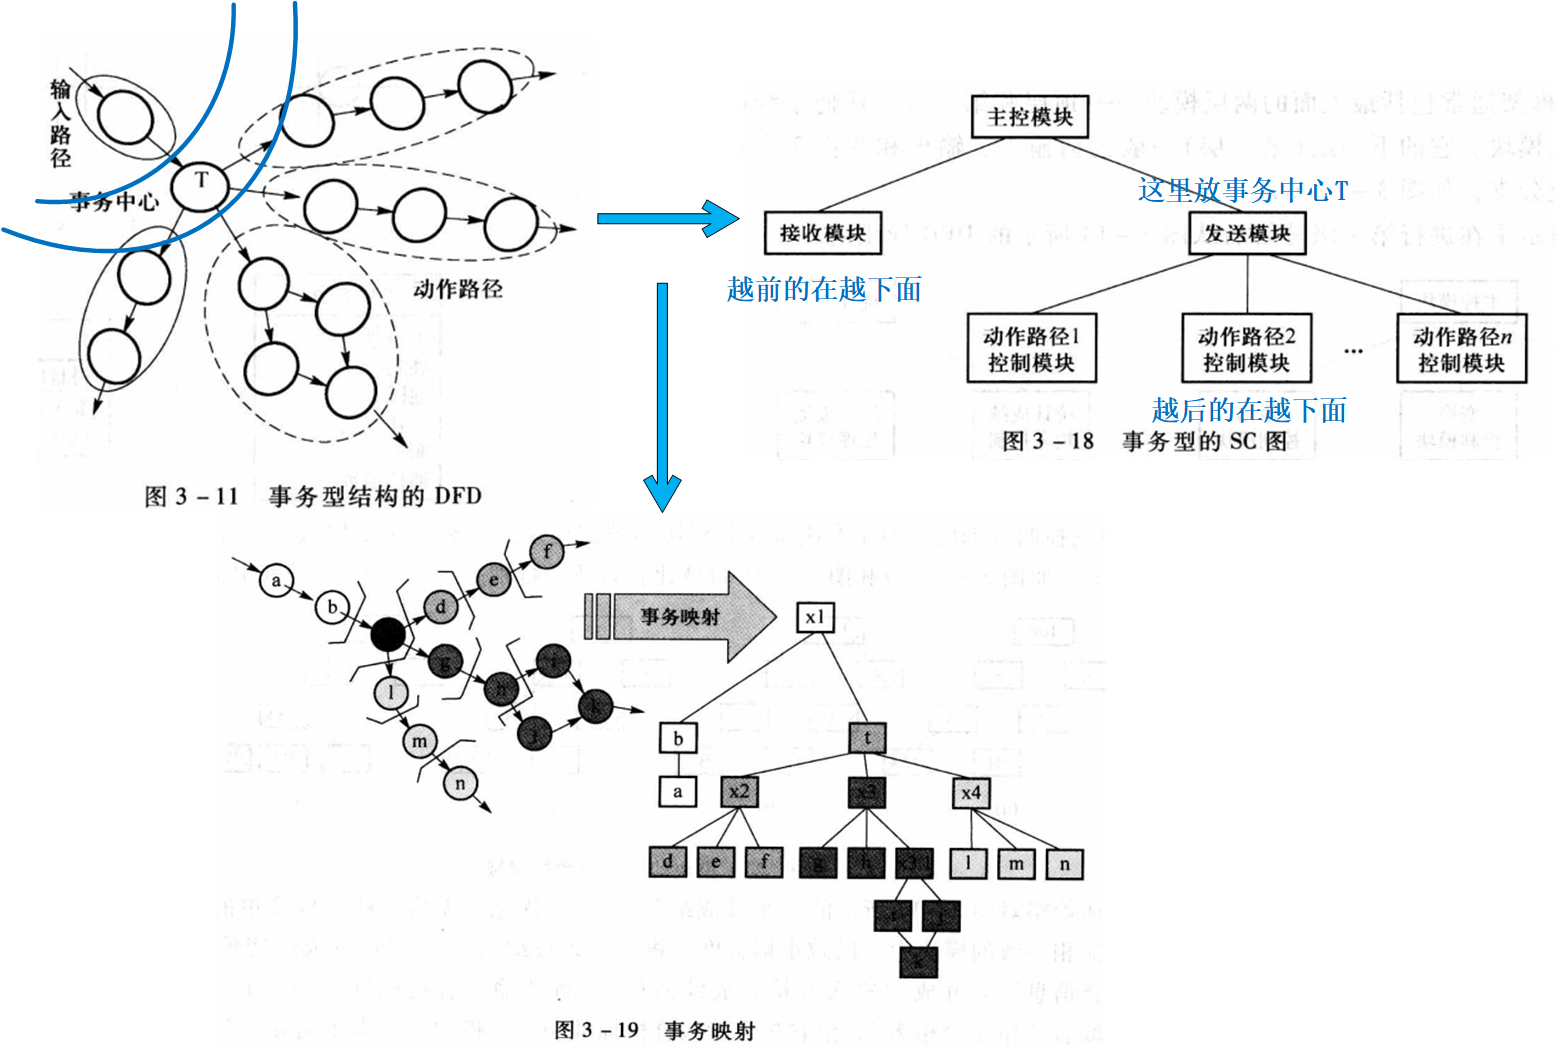 输入路径
T
事务中心
动作路径
图 3-11 事务型结构的 DFD
主控模块
这里放事务中心T
接收模块
发送模块
越前的在越下面
动作路径1
控制模块
动作路径2
控制模块
...
动作路径n
控制模块
越后的在越下面
图 3-18 事务型的 SC 图
a
b
d
e
f
g
h
i
j
k
l
m
n
事务映射
x1
b
t
a
x2
x3
x4
d
e
f
g
h
l
m
n
图 3-19 事务映射